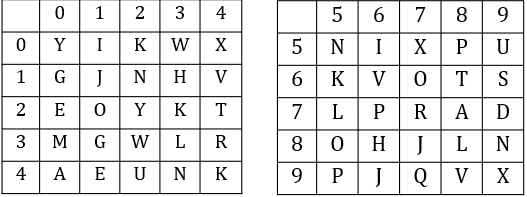 0 1 2 3 4
0 Y I K W X
1 G J N H V
2 E O Y K T
3 M G W L R
4 A E U N K
5 6 7 8 9
5 N I X P U
6 K V O T S
7 L P R A D
8 O H J L N
9 P J Q V X